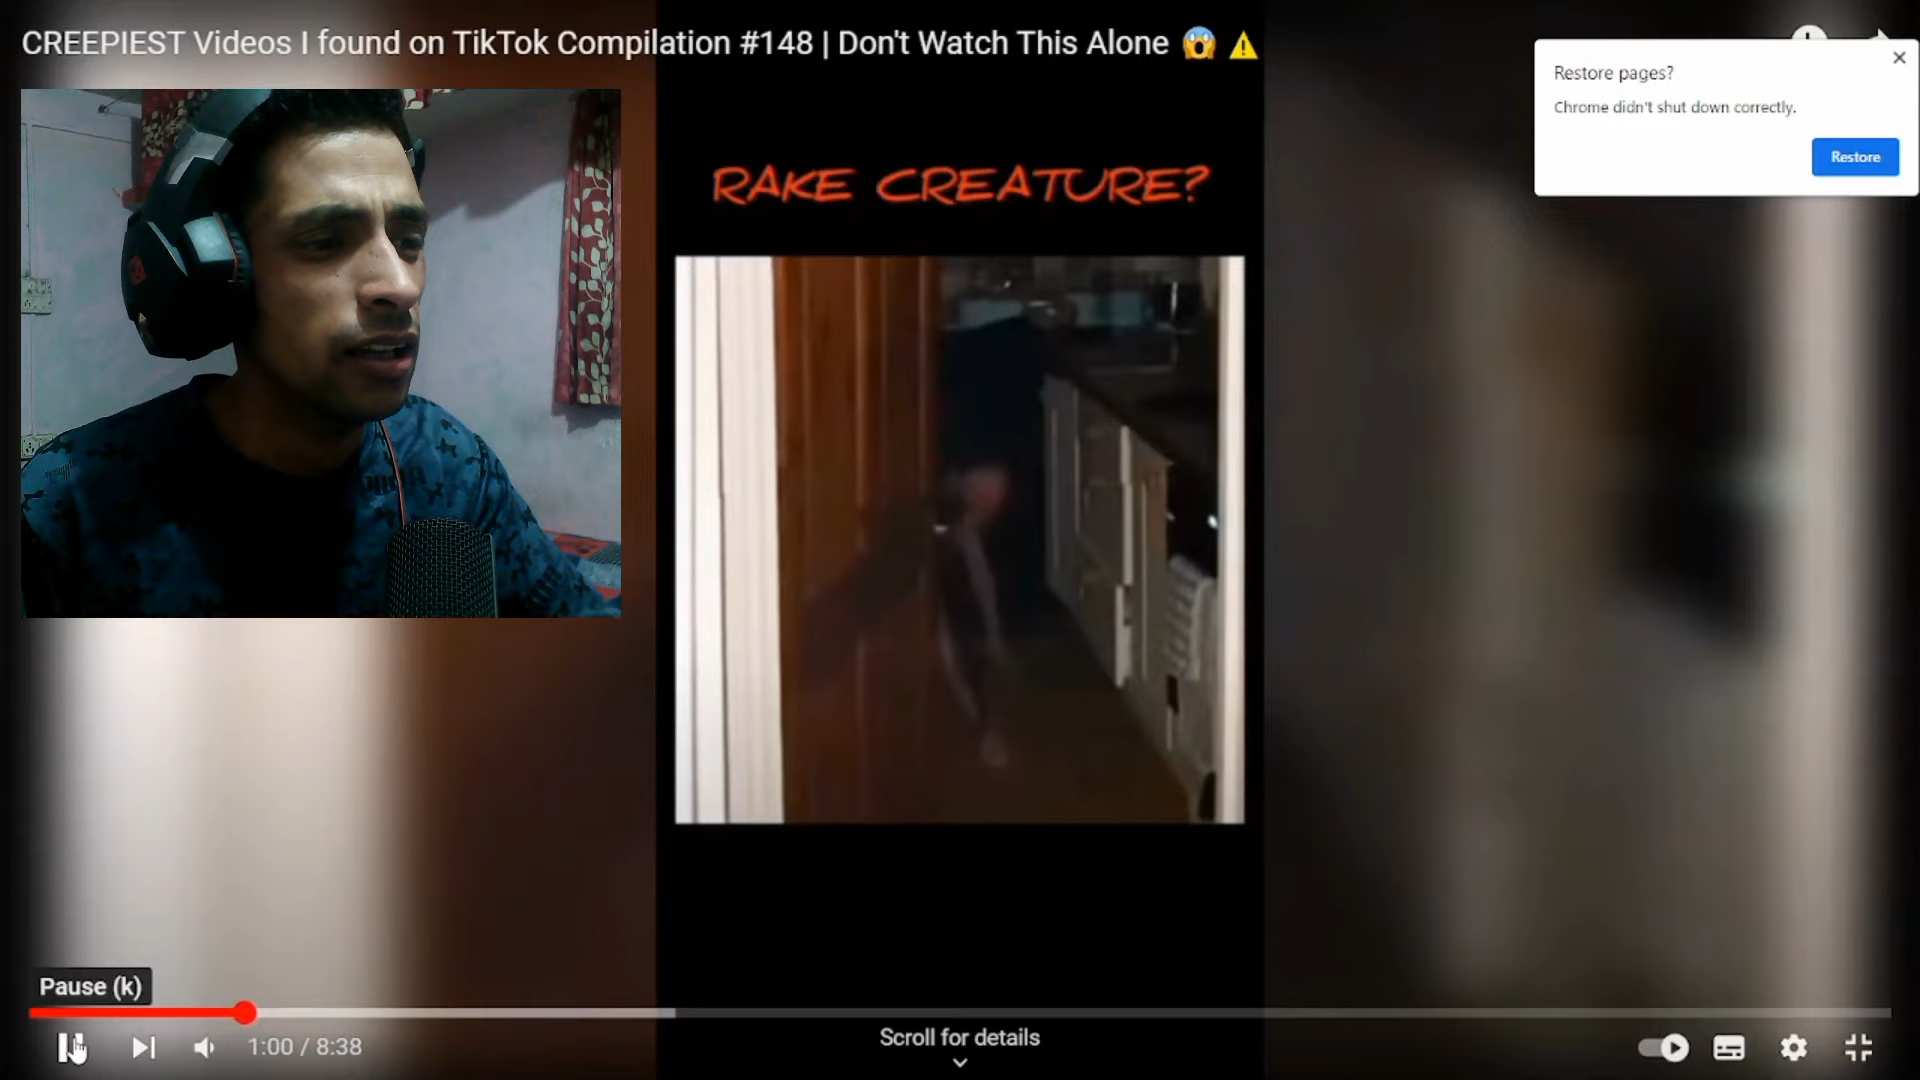 CREEPIEST Videos I found on TikTok Compilation #148 | Don't Watch This Alone 😱 ⚠️
Restore pages?
Chrome didn't shut down correctly.
Restore
RAKE CREATURE?
Pause (k)
1:00 / 8:38
Scroll for details